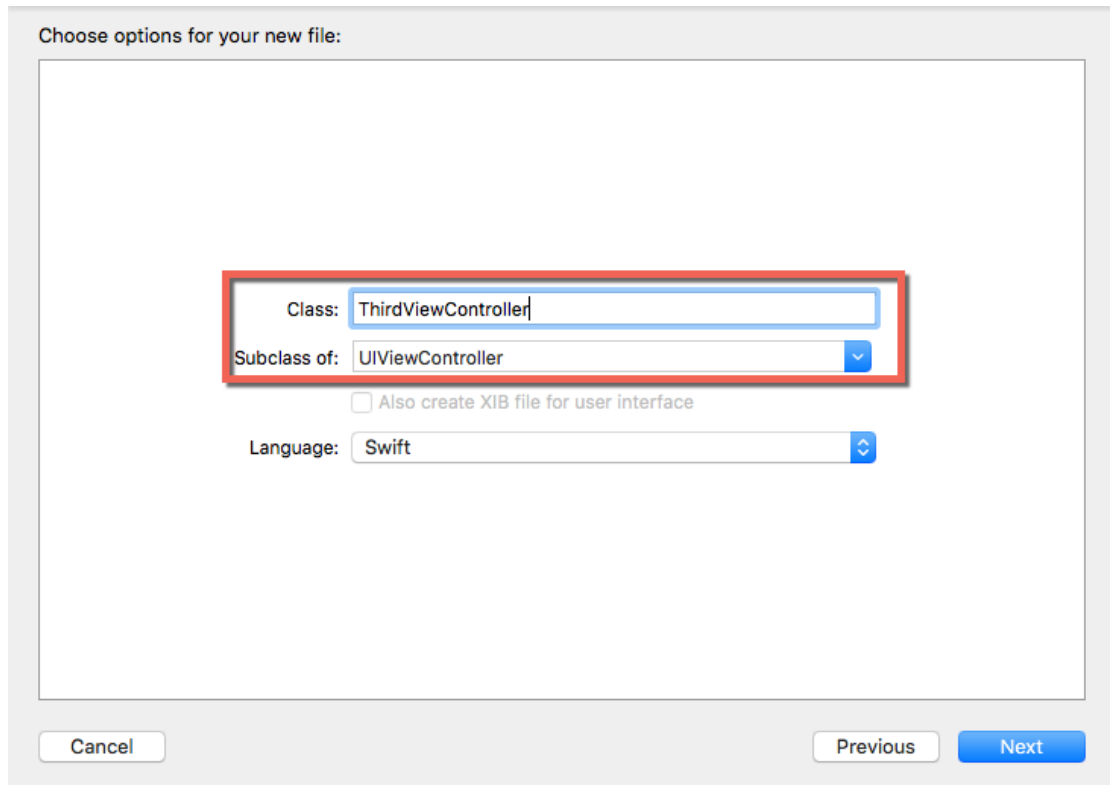 Choose options for your new file:
Class: ThirdViewController
Subclass of: UIViewController
Also create XIB file for user interface
Language: Swift
Cancel Previous Next